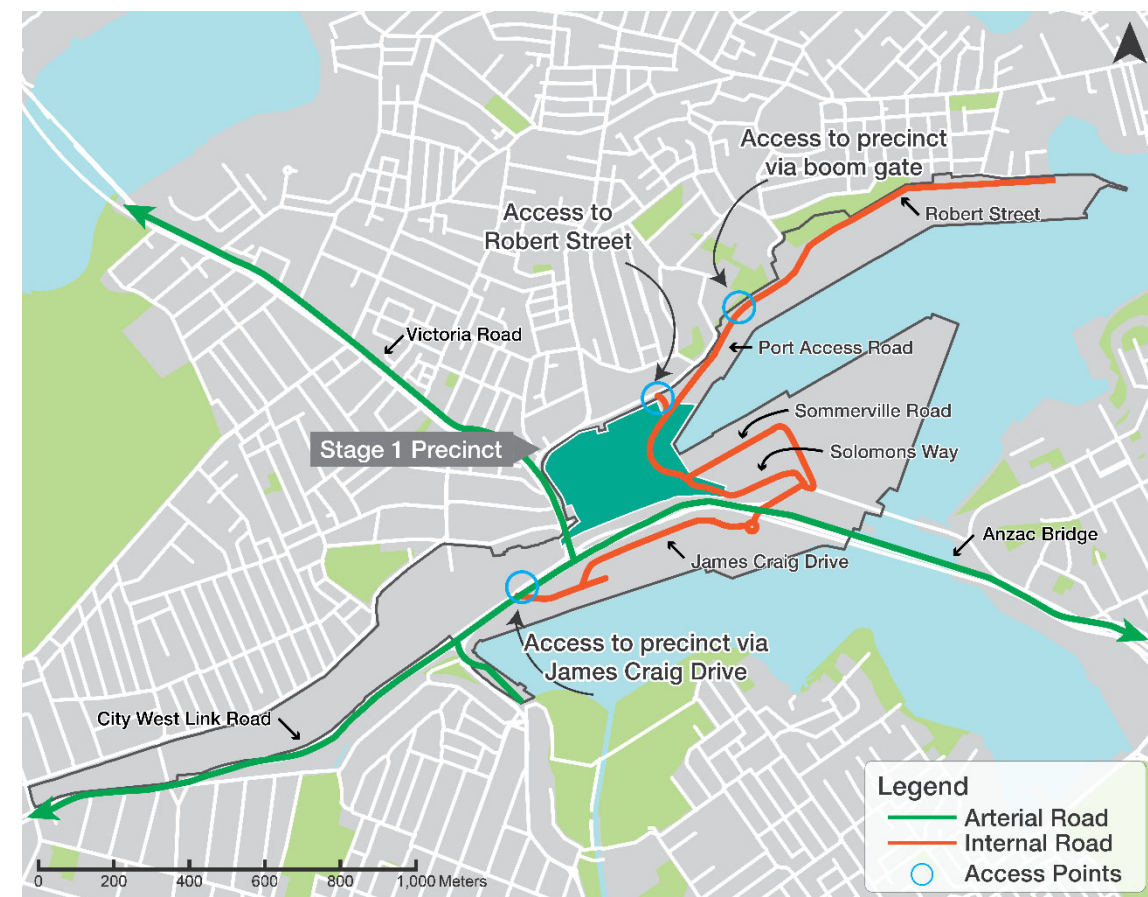 Access to precinct
via boom gate
Access to
Robert Street
Robert Street
Victoria Road
Port Access Road
Sommerville Road
Stage 1 Precinct
Solomons Way
Anzac Bridge
James Craig Drive
Access to precinct via
James Craig Drive
City West Link Road
Legend
Arterial Road
Internal Road
Access Points
0 200 400 600 800 1,000 Meters